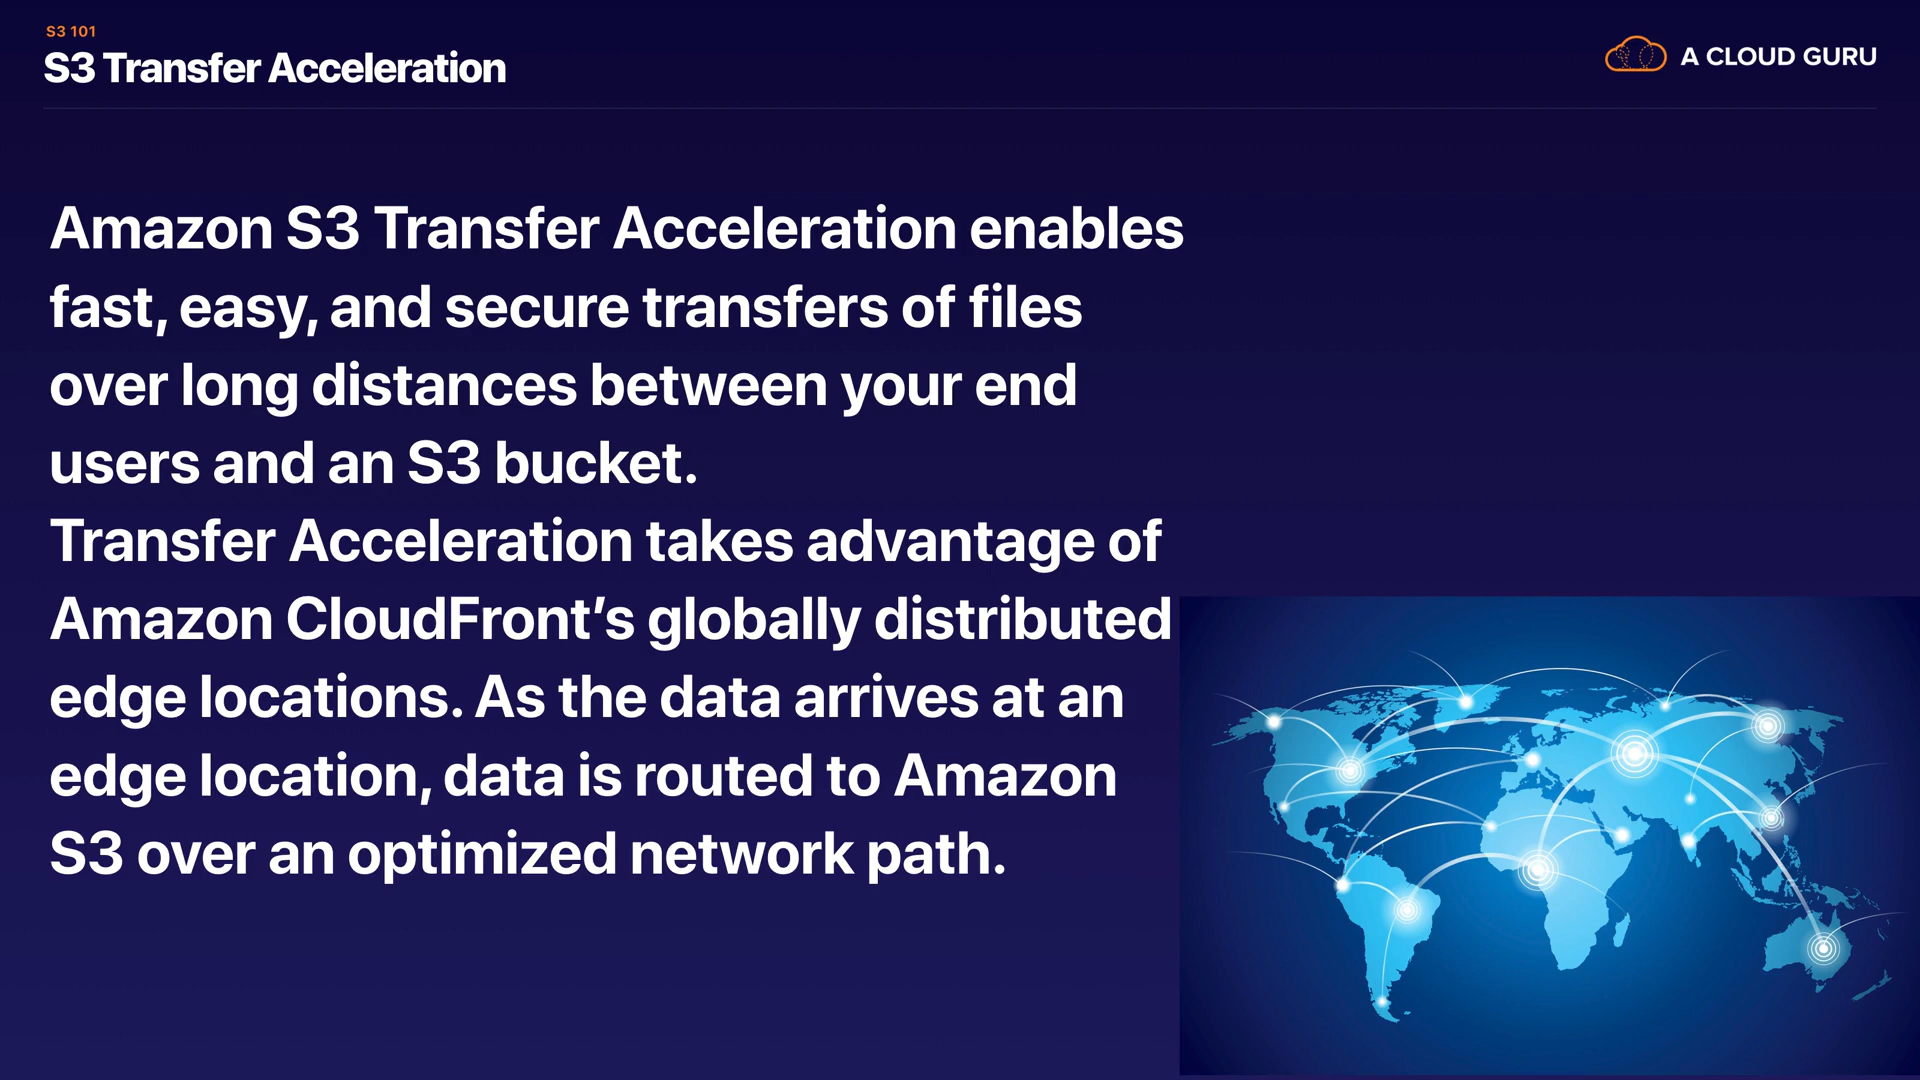 S3 101
S3 Transfer Acceleration
A CLOUD GURU
Amazon S3 Transfer Acceleration enables
fast, easy, and secure transfers of files
over long distances between your end
users and an S3 bucket.
Transfer Acceleration takes advantage of
Amazon CloudFront’s globally distributed
edge locations. As the data arrives at an
edge location, data is routed to Amazon
S3 over an optimized network path.